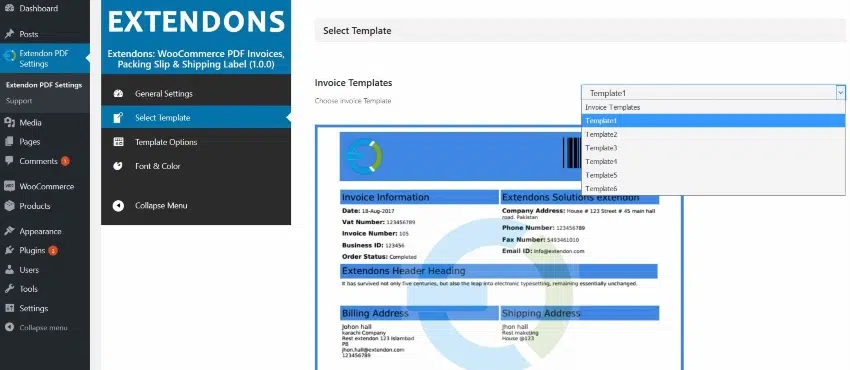 Dashboard
Posts
Extendon PDF
Settings
Extendon PDF Settings
Support
Media
Pages
Comments 1
WooCommerce
Products
Appearance
Plugins 2
Users
Tools
Settings
Collapse menu
EXTENDONS
Extendons: WooCommerce PDF Invoices,
Packing Slip & Shipping Label (1.0.0)
General Settings
Select Template
Template Options
Font & Color
Collapse Menu
Select Template
Invoice Templates
Choose invoice Template
Template1
Invoice Templates
Template1
Template2
Template3
Template4
Template5
Template6
Invoice Information
Date: 18-Aug-2017
Vat Number: 123456789
Invoice Number: 105
Business ID: 123456
Order Status: Completed
Extendons Solutions extendon
Company Address: House # 123 Street # 45 main hall
road. Pakistan
Phone Number: 123456789
Fax Number: 5493461010
Email ID: info@extendon.com
Extendons Header Heading
It has survived not only five centuries, but also the leap into electronic typesetting, remaining essentially unchanged.
Billing Address
Johon hall
karachi Company
Rest extendon 123 Islambad
PB
jhon.hall@extendon.com
123456789
Shipping Address
Jhon hall
Rest maketing
House @123